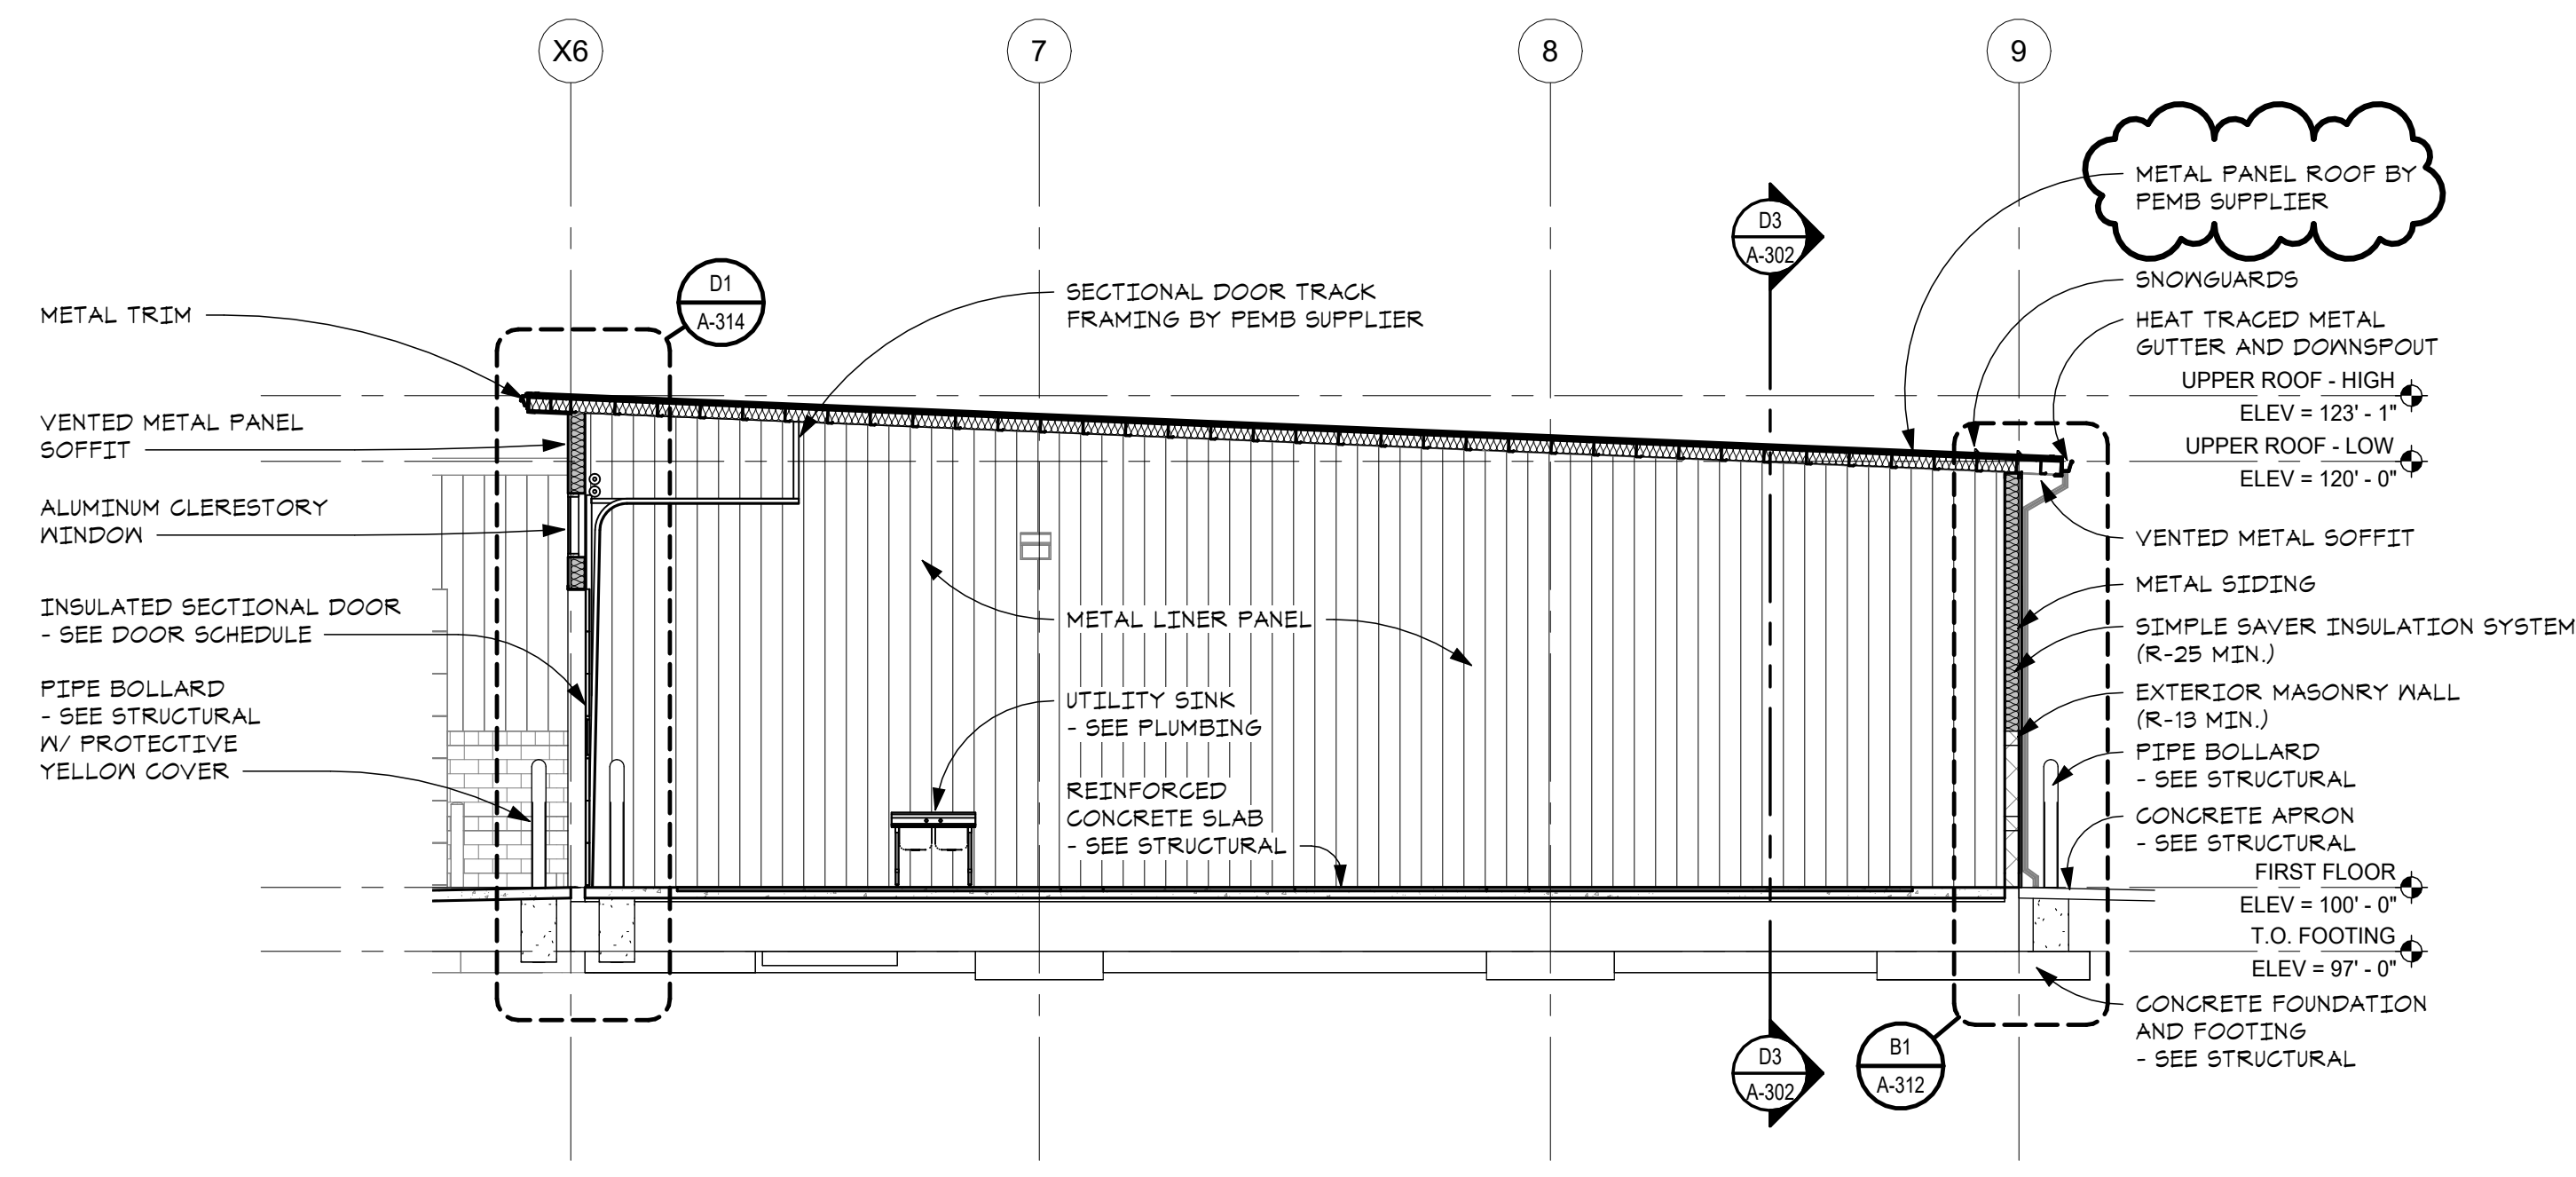 X6
7
8
9
METAL PANEL ROOF BY
PEMB SUPPLIER
D3
A-302
SNOWGUARDS
D1
A-314
SECTIONAL DOOR TRACK
FRAMING BY PEMB SUPPLIER
METAL TRIM
HEAT TRACED METAL
GUTTER AND DOWNSPOUT
UPPER ROOF - HIGH
ELEV = 123' - 1"
VENTED METAL PANEL
SOFFIT
UPPER ROOF - LOW
ELEV = 120' - 0"
ALUMINUM CLERESTORY
WINDOW
VENTED METAL SOFFIT
METAL SIDING
INSULATED SECTIONAL DOOR
- SEE DOOR SCHEDULE
METAL LINER PANEL
SIMPLE SAVER INSULATION SYSTEM
(R-25 MIN.)
PIPE BOLLARD
- SEE STRUCTURAL
W/ PROTECTIVE
YELLOW COVER
UTILITY SINK
- SEE PLUMBING
EXTERIOR MASONRY WALL
(R-13 MIN.)
PIPE BOLLARD
- SEE STRUCTURAL
REINFORCED
CONCRETE SLAB
- SEE STRUCTURAL
CONCRETE APRON
- SEE STRUCTURAL
FIRST FLOOR
ELEV = 100' - 0"
T.O. FOOTING
ELEV = 97' - 0"
CONCRETE FOUNDATION
AND FOOTING
- SEE STRUCTURAL
D3
A-302
B1
A-312